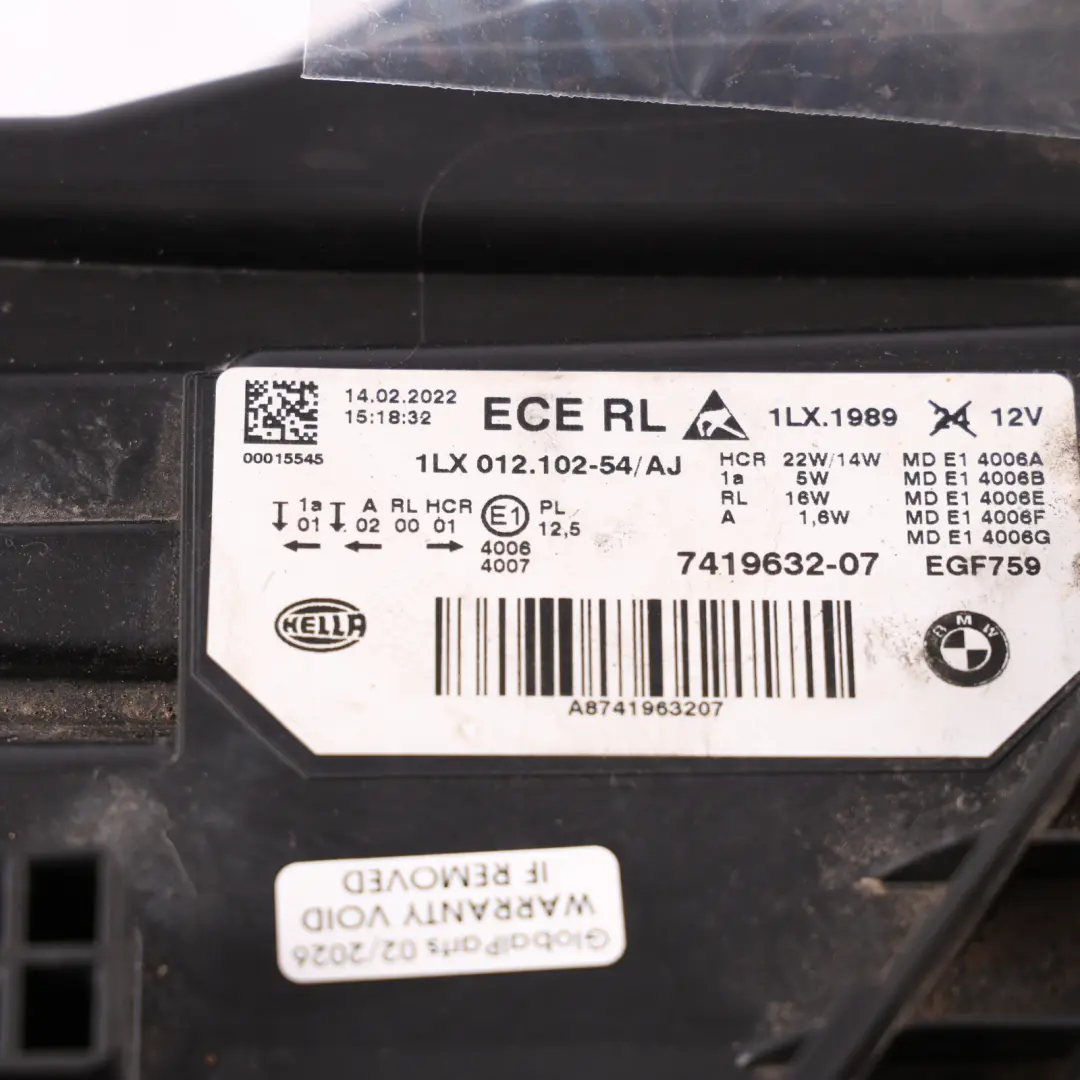 14.02.2022
15:18:32
00015545
ECE RL
1LX 012.102-54/AJ
1LX.1989 24 12V
HCR 22W/14W MD E1 4006A
1a 5W MD E1 4006B
RL 16W MD E1 4006E
A 1,6W MD E1 4006F
MD E1 4006G
1a A RL HCR E1 PL
01 02 00 01 12,5
4006
4007
7419632-07 EGF759
HELLA
BMW
A8741963207
GlobalParts 02/2026
WARRANTY VOID
IF REMOVED